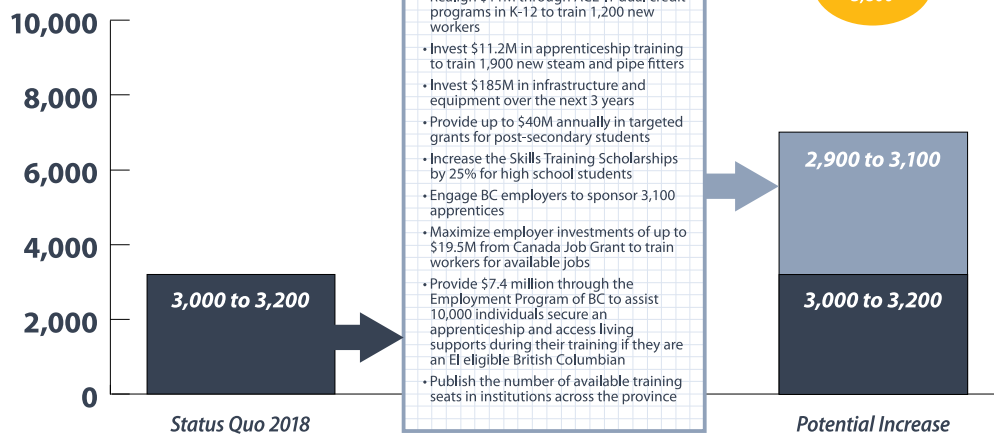 programs in K-12 to train 1,200 new
workers
• Invest $11.2M in apprenticeship training
to train 1,900 new steam and pipe fitters
• Invest $185M in infrastructure and
equipment over the next 3 years
• Provide up to $40M annually in targeted
grants for post-secondary students
• Increase the Skills Training Scholarships
by 25% for high school students
• Engage BC employers to sponsor 3,100
apprentices
• Maximize employer investments of up to
$19.5M from Canada Job Grant to train
workers for available jobs
• Provide $7.4 million through the
Employment Program of BC to assist
10,000 individuals secure an
apprenticeship and access living
supports during their training if they are
an EI eligible British Columbian
• Publish the number of available training
seats in institutions across the province
10,000
8,000
6,000
4,000
2,000
0
3,000 to 3,200
Status Quo 2018
2,900 to 3,100
3,000 to 3,200
Potential Increase